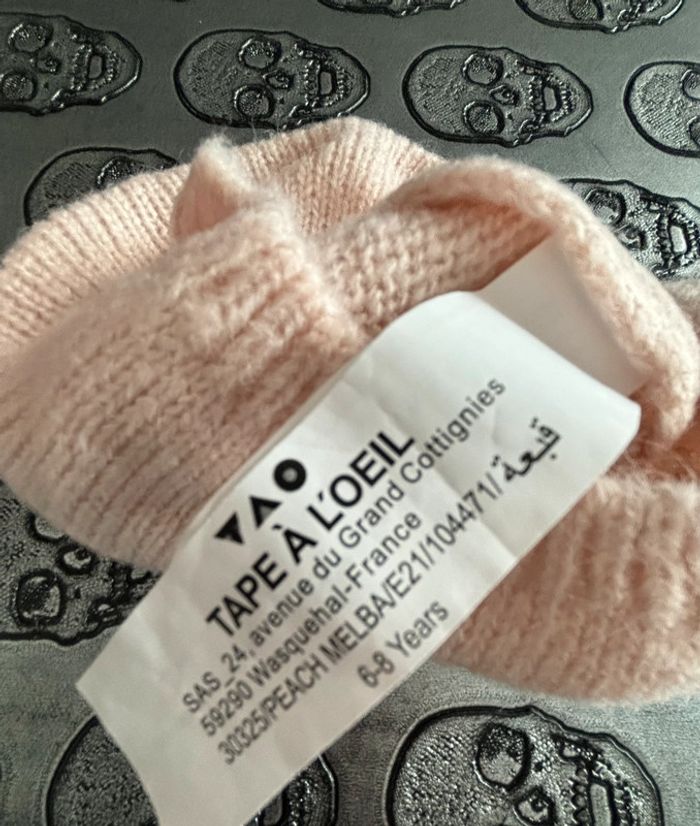 TAPE À L'OEIL
SAS_24, avenue du Grand Cottignies
59290 Wasquehal-France
30325/PEACH MELBA/E21/104471/ قبعة
6-8 Years